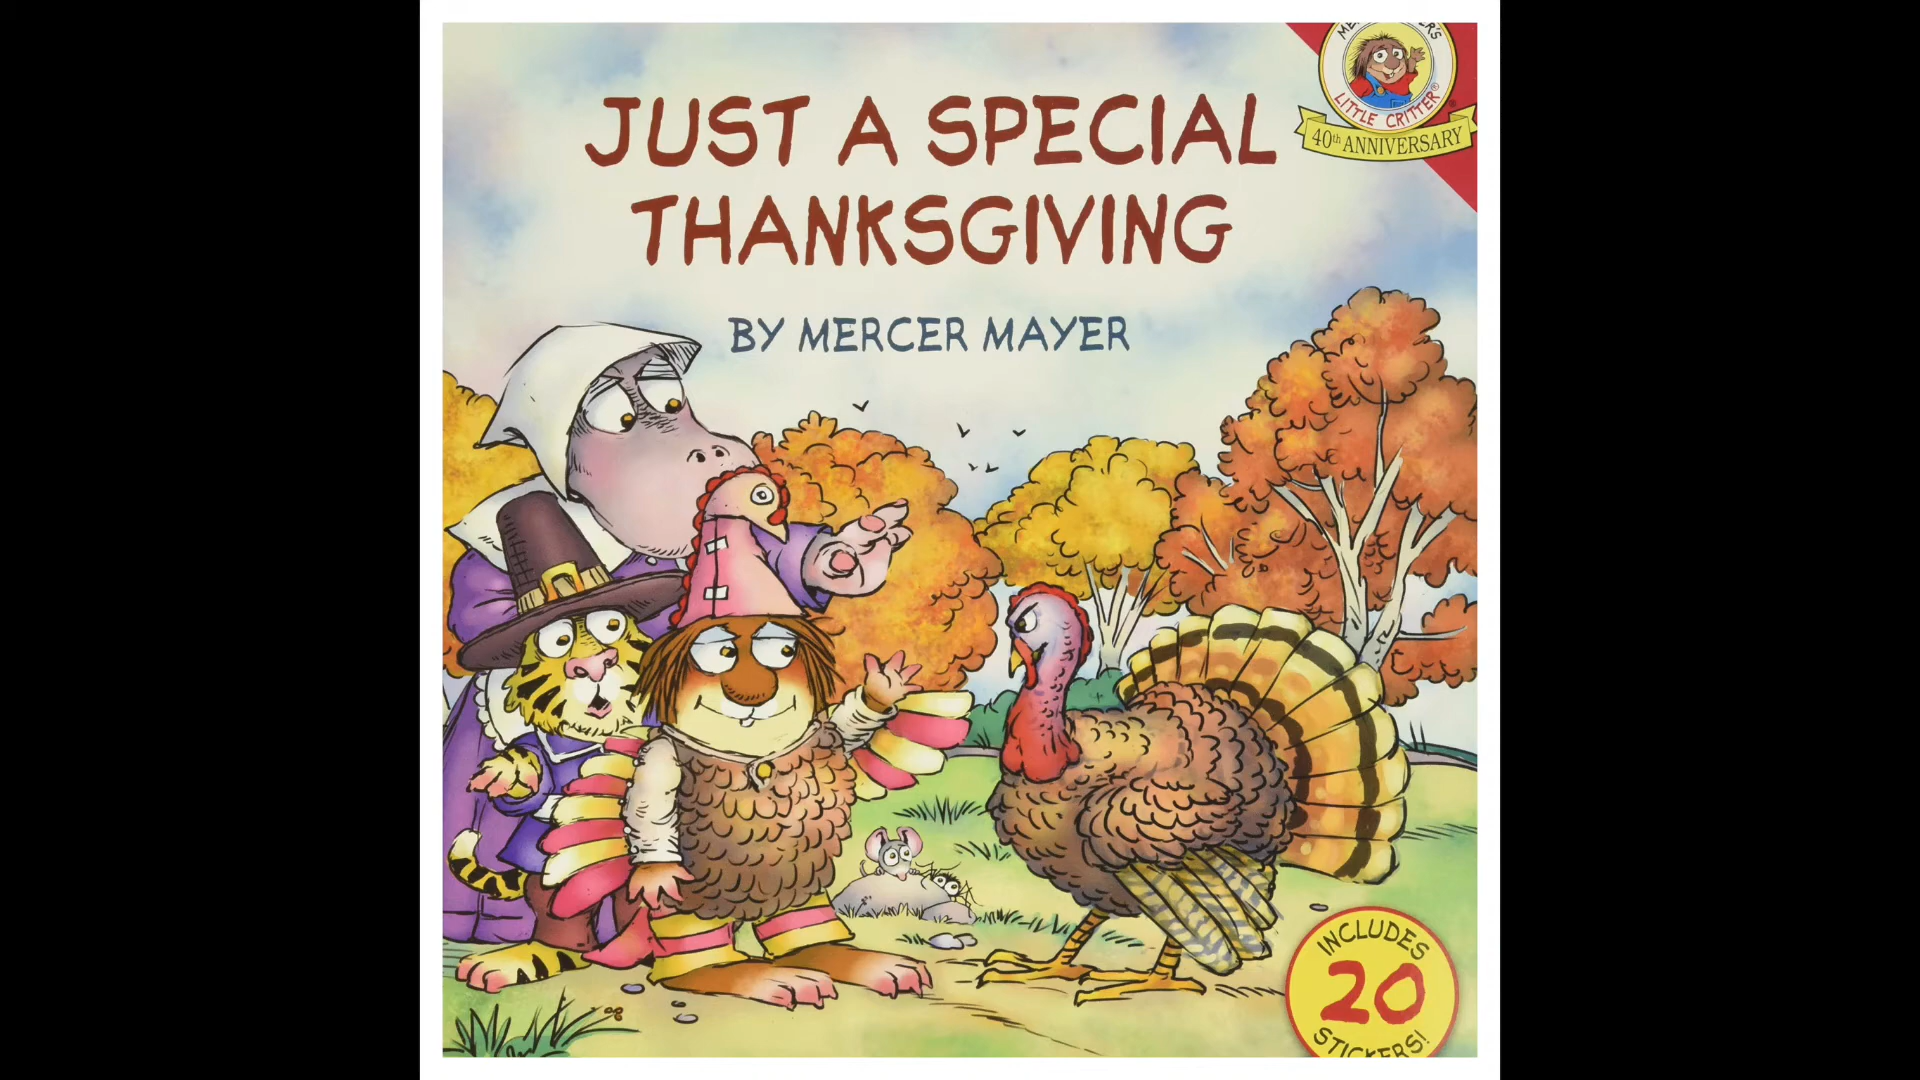 JUST A SPECIAL
THANKSGIVING
BY MERCER MAYER
LITTLE CRITTER®
40th ANNIVERSARY
INCLUDES
20
STICKERS!